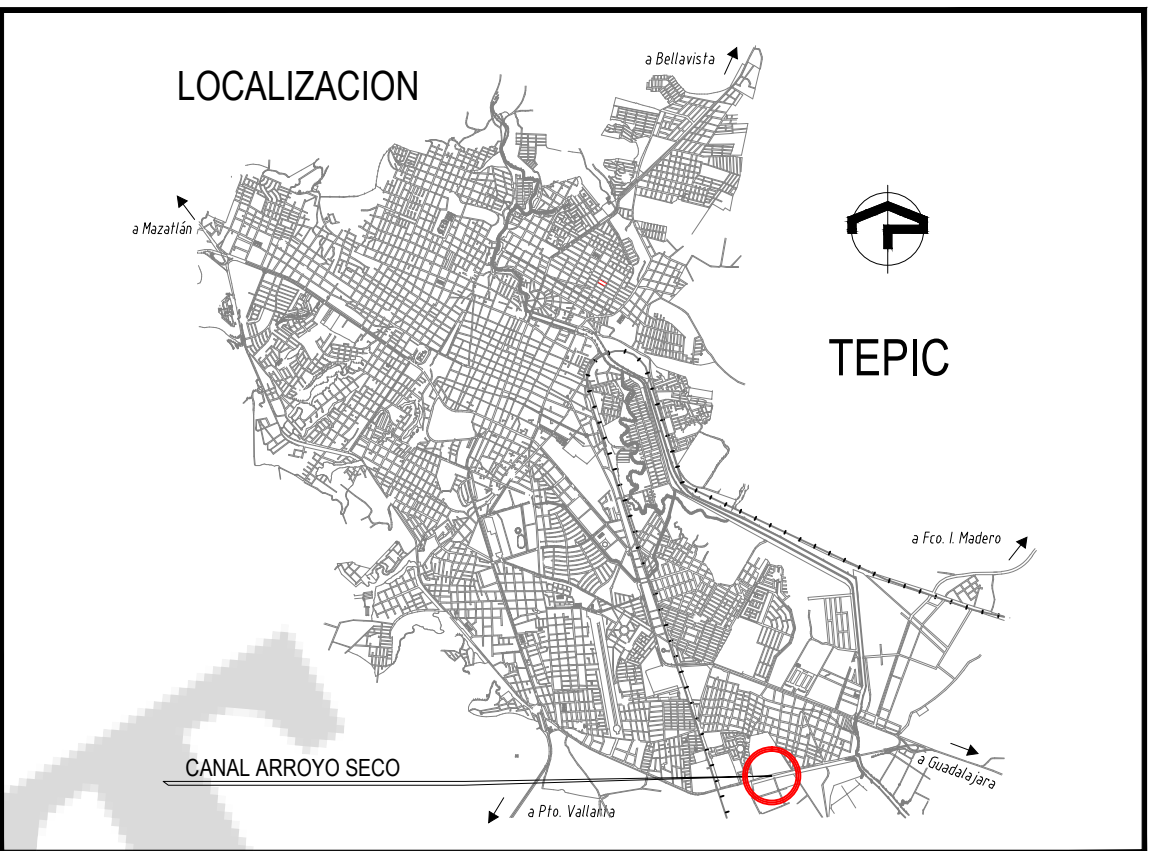 a Bellavista
LOCALIZACION
a Mazatlán
TEPIC
a Fco. I. Madero
a Guadalajara
CANAL ARROYO SECO
a Pto. Vallarta